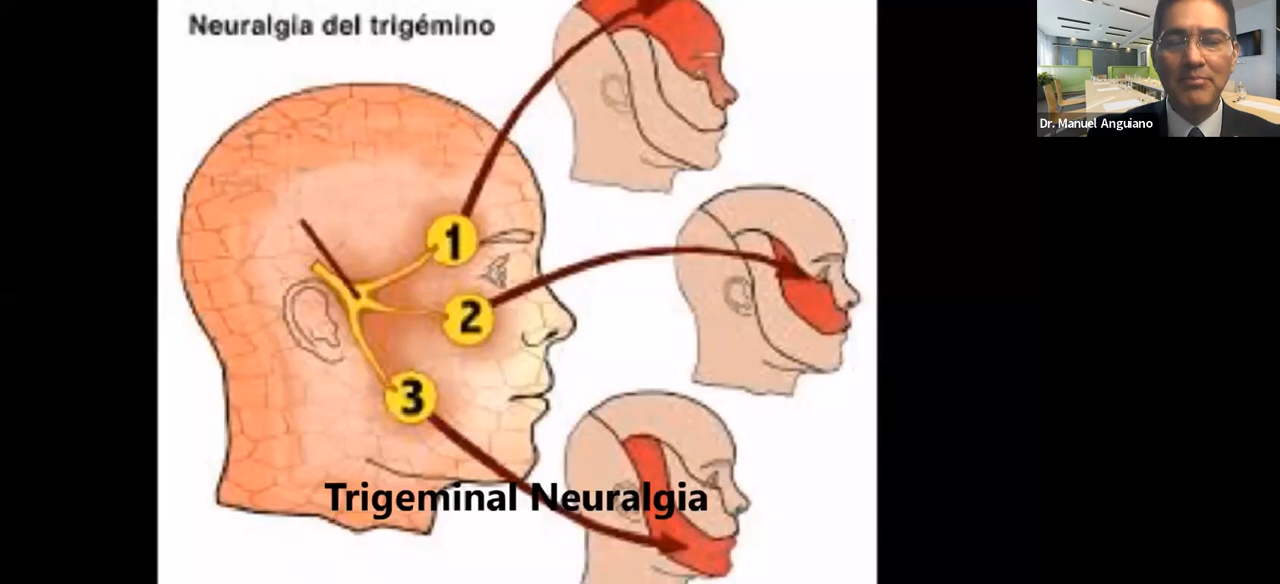 Neuralgia del trigémino
Dr. Manuel Anguiano
1
2
3
Trigeminal Neuralgia